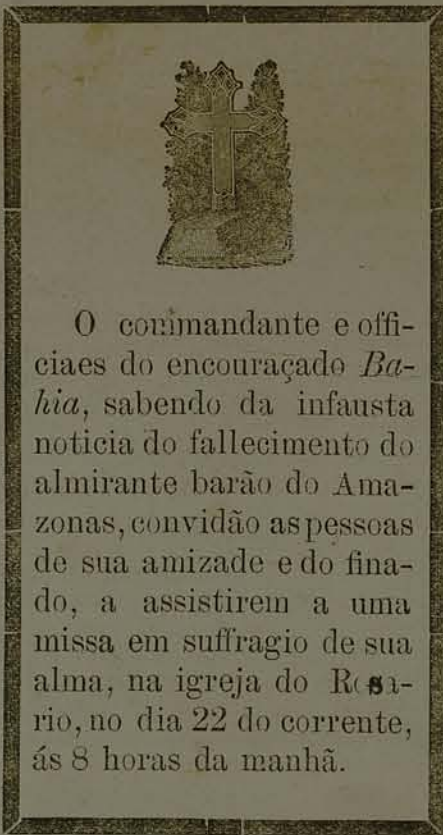 O commandante e offi-
ciaes do encouraçado Ba-
hia, sabendo da infausta
noticia do fallecimento do
almirante barão do Ama-
zonas, convidão as pessoas
de sua amizade e do fina-
do, a assistirem a uma
missa em suffragio de sua
alma, na igreja do Rosa-
rio, no dia 22 do corrente,
ás 8 horas da manhã.